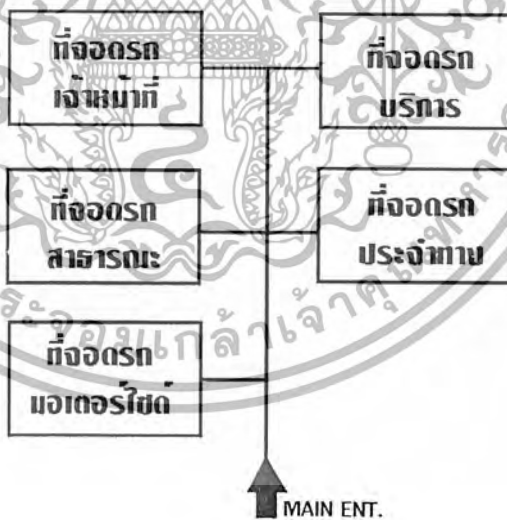 ที่จอดรถ
เจ้าหน้าที่
ที่จอดรถ
บริการ
ที่จอดรถ
สาธารณะ
ที่จอดรถ
ประจำทาง
ที่จอดรถ
มอเตอร์ไซด์
MAIN ENT.